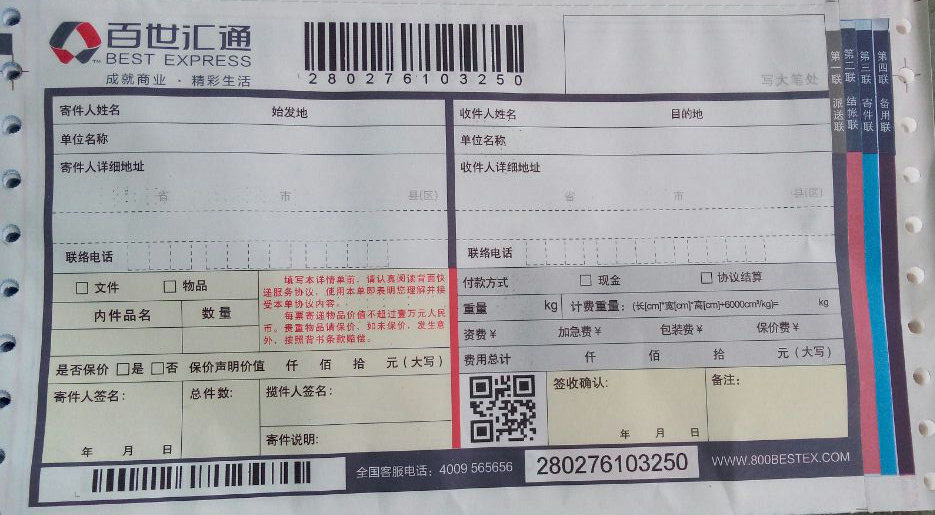 百世汇通
BEST EXPRESS
成就商业 · 精彩生活
280276103250
写大笔处
第一联 派送联
第二联 结帐联
第三联 寄件联
第四联 备用联
寄件人姓名 始发地
单位名称
寄件人详细地址
省 市 县(区)
联络电话
收件人姓名 目的地
单位名称
收件人详细地址
省 市 县(区)
联络电话
文件 物品
内件品名 数量
填写本详情单前,请认真阅读背面快
递服务协议,使用本单即表明您理解并接
受本单协议内容。
每票寄递物品价值不超过壹万元人民
币。贵重物品请保价,如未保价,发生意
外,按照背书条款赔偿。
是否保价 是 否 保价声明价值 仟 佰 拾 元(大写)
寄件人签名: 总件数: 揽件人签名:
年 月 日 寄件说明:
付款方式 现金 协议结算
重量 kg 计费重量:(长[cm]*宽[cm]*高[cm]÷6000cm³/kg)= kg
资费¥ 加急费¥ 包装费¥ 保价费¥
费用总计 仟 佰 拾 元(大写)
签收确认: 备注:
年 月 日
全国客服电话:4009 565656 280276103250 WWW.800BESTEX.COM